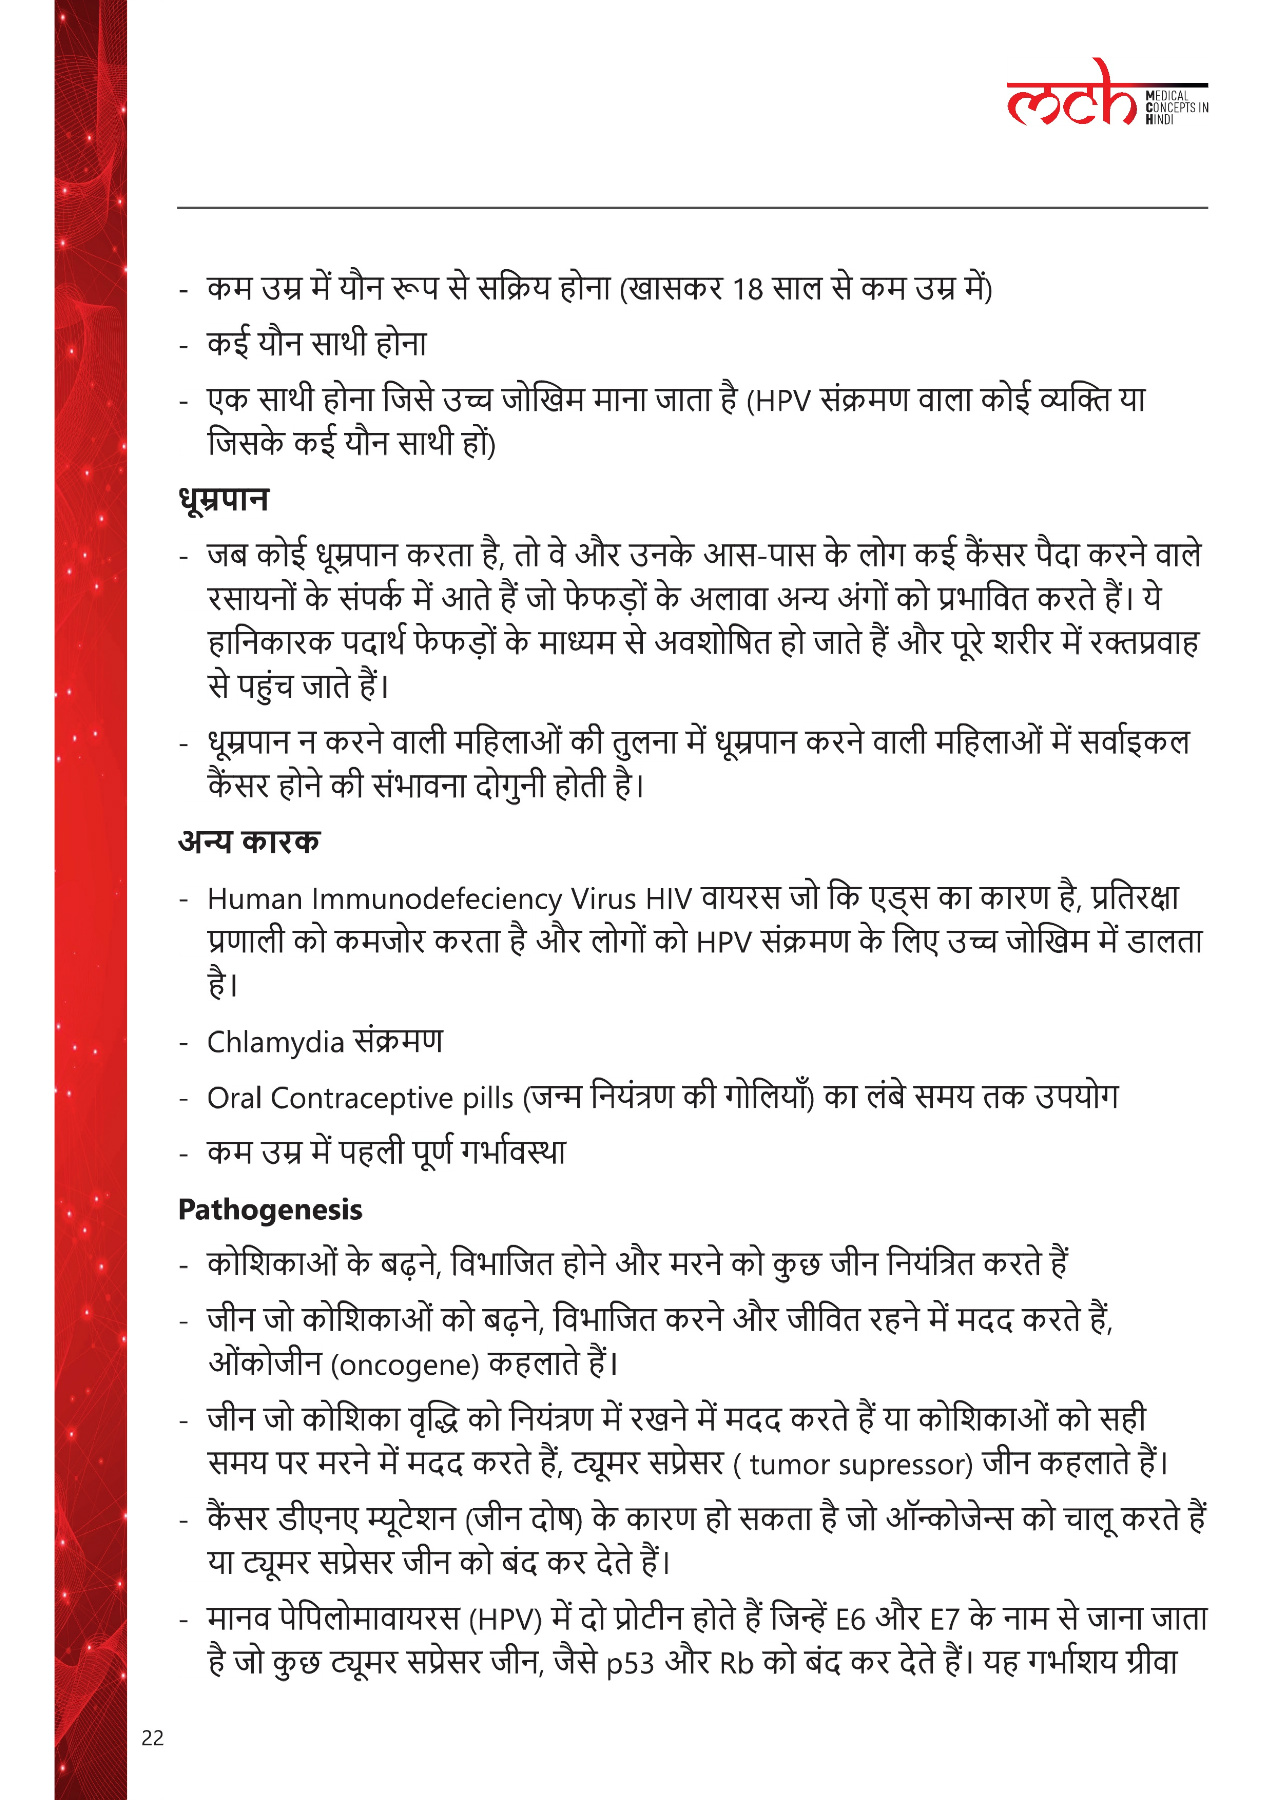 mch MEDICAL
CONCEPTS IN
HINDI
- कम उम्र में यौन रूप से सक्रिय होना (खासकर 18 साल से कम उम्र में)
- कई यौन साथी होना
- एक साथी होना जिसे उच्च जोखिम माना जाता है (HPV संक्रमण वाला कोई व्यक्ति या
जिसके कई यौन साथी हों)
धूम्रपान
- जब कोई धूम्रपान करता है, तो वे और उनके आस-पास के लोग कई कैंसर पैदा करने वाले
रसायनों के संपर्क में आते हैं जो फेफड़ों के अलावा अन्य अंगों को प्रभावित करते हैं। ये
हानिकारक पदार्थ फेफड़ों के माध्यम से अवशोषित हो जाते हैं और पूरे शरीर में रक्तप्रवाह
से पहुंच जाते हैं।
- धूम्रपान न करने वाली महिलाओं की तुलना में धूम्रपान करने वाली महिलाओं में सर्वाइकल
कैंसर होने की संभावना दोगुनी होती है।
अन्य कारक
- Human Immunodefeciency Virus HIV वायरस जो कि एड्स का कारण है, प्रतिरक्षा
प्रणाली को कमजोर करता है और लोगों को HPV संक्रमण के लिए उच्च जोखिम में डालता
है।
- Chlamydia संक्रमण
- Oral Contraceptive pills (जन्म नियंत्रण की गोलियाँ) का लंबे समय तक उपयोग
- कम उम्र में पहली पूर्ण गर्भावस्था
Pathogenesis
- कोशिकाओं के बढ़ने, विभाजित होने और मरने को कुछ जीन नियंत्रित करते हैं
- जीन जो कोशिकाओं को बढ़ने, विभाजित करने और जीवित रहने में मदद करते हैं,
ओंकोजीन (oncogene) कहलाते हैं।
- जीन जो कोशिका वृद्धि को नियंत्रण में रखने में मदद करते हैं या कोशिकाओं को सही
समय पर मरने में मदद करते हैं, ट्यूमर सप्रेसर ( tumor supressor) जीन कहलाते हैं।
- कैंसर डीएनए म्यूटेशन (जीन दोष) के कारण हो सकता है जो ऑन्कोजेन्स को चालू करते हैं
या ट्यूमर सप्रेसर जीन को बंद कर देते हैं।
- मानव पेपिलोमावायरस (HPV) में दो प्रोटीन होते हैं जिन्हें E6 और E7 के नाम से जाना जाता
है जो कुछ ट्यूमर सप्रेसर जीन, जैसे p53 और Rb को बंद कर देते हैं। यह गर्भाशय ग्रीवा
22